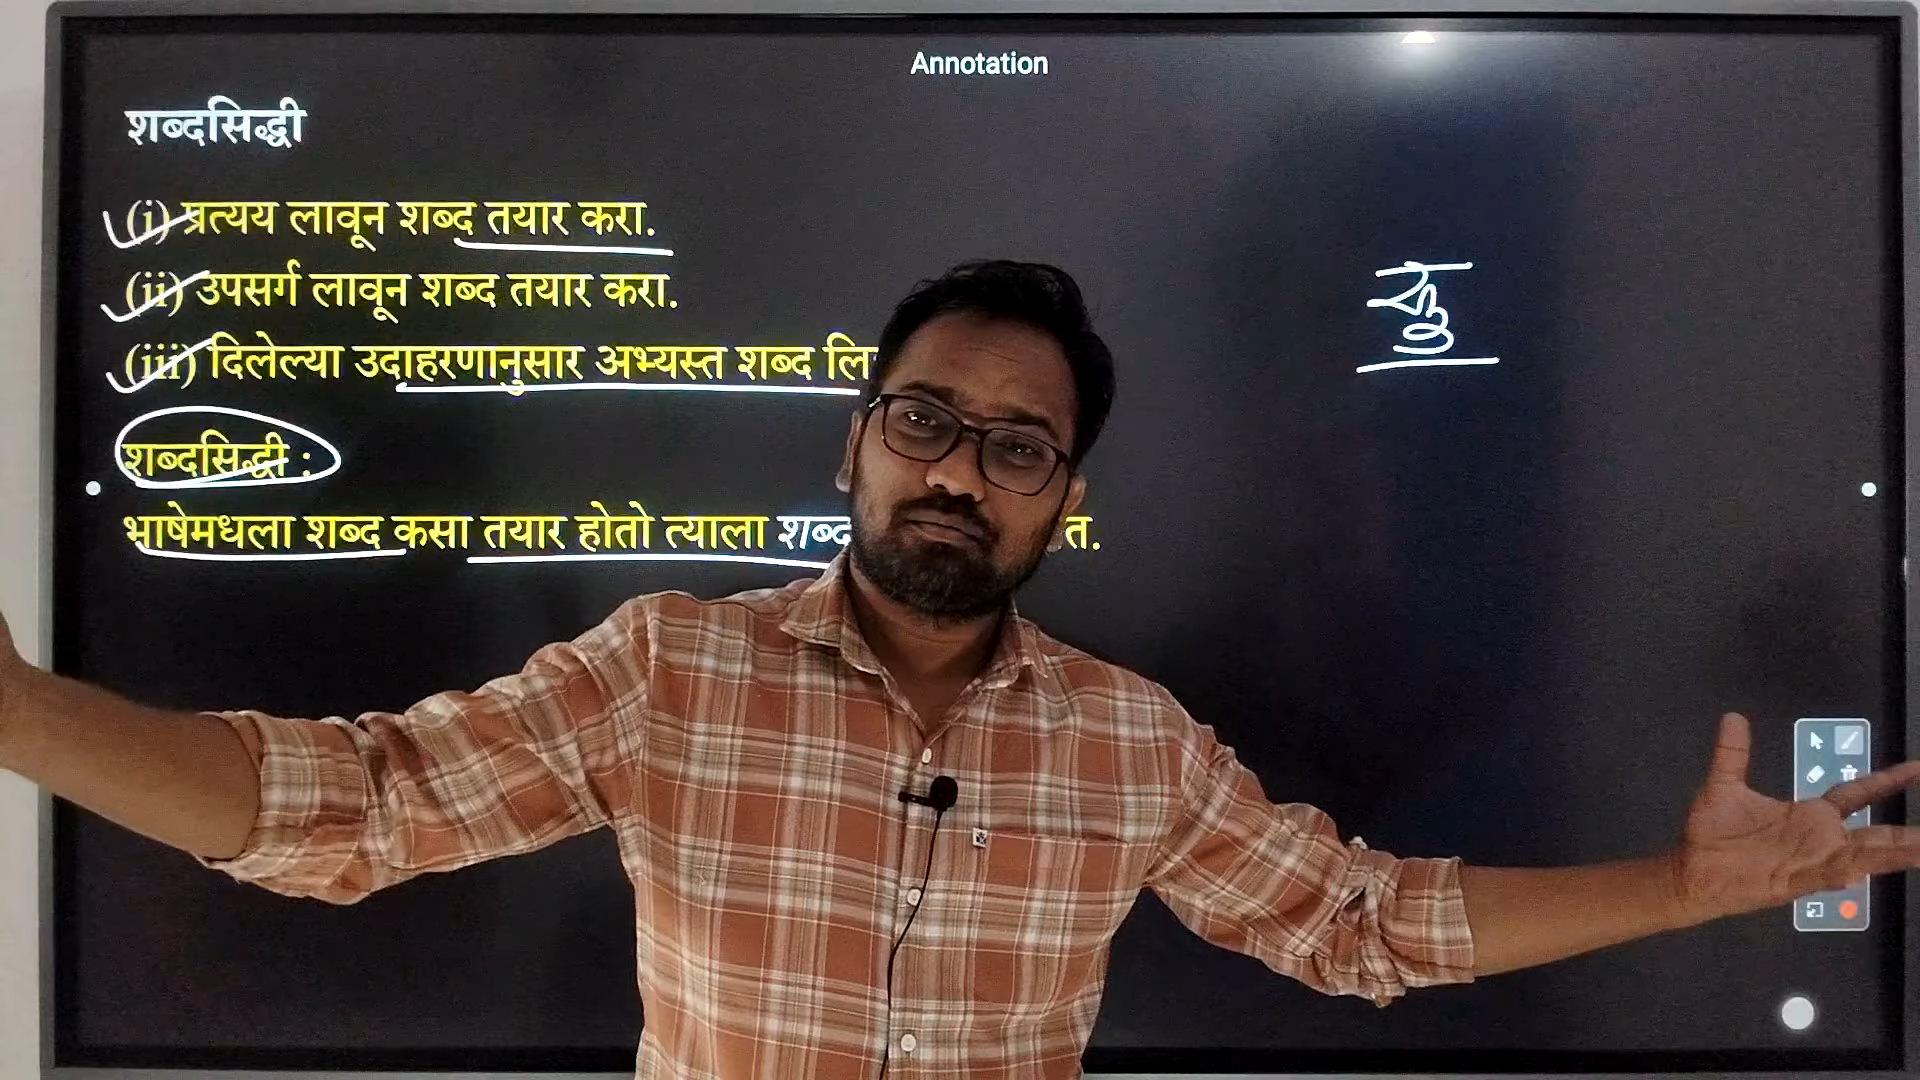 Annotation
शब्दसिद्धी
(i) प्रत्यय लावून शब्द तयार करा.
(ii) उपसर्ग लावून शब्द तयार करा.
(iii) दिलेल्या उदाहरणानुसार अभ्यस्त शब्द
शब्दसिद्धी :
भाषेमधला शब्द कसा तयार होतो त्याला शब्द